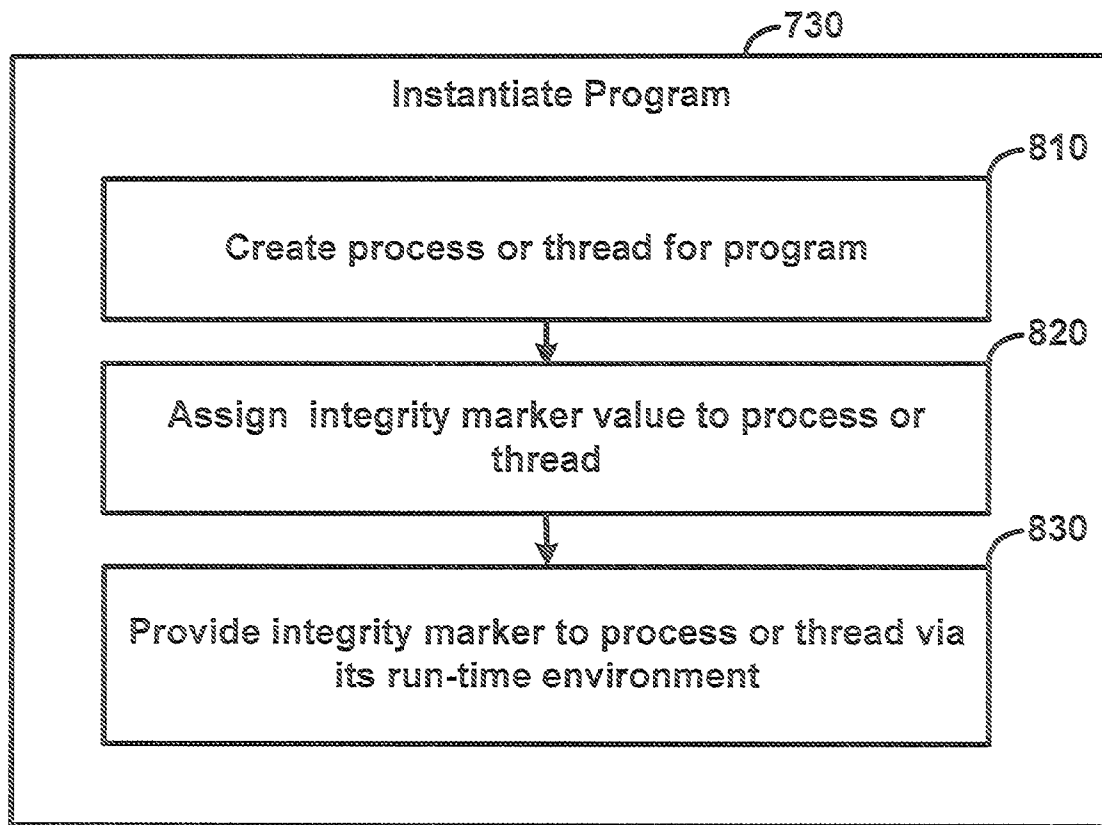 730
Instantiate Program
810
Create process or thread for program
820
Assign integrity marker value to process or
thread
830
Provide integrity marker to process or thread via
its run-time environment